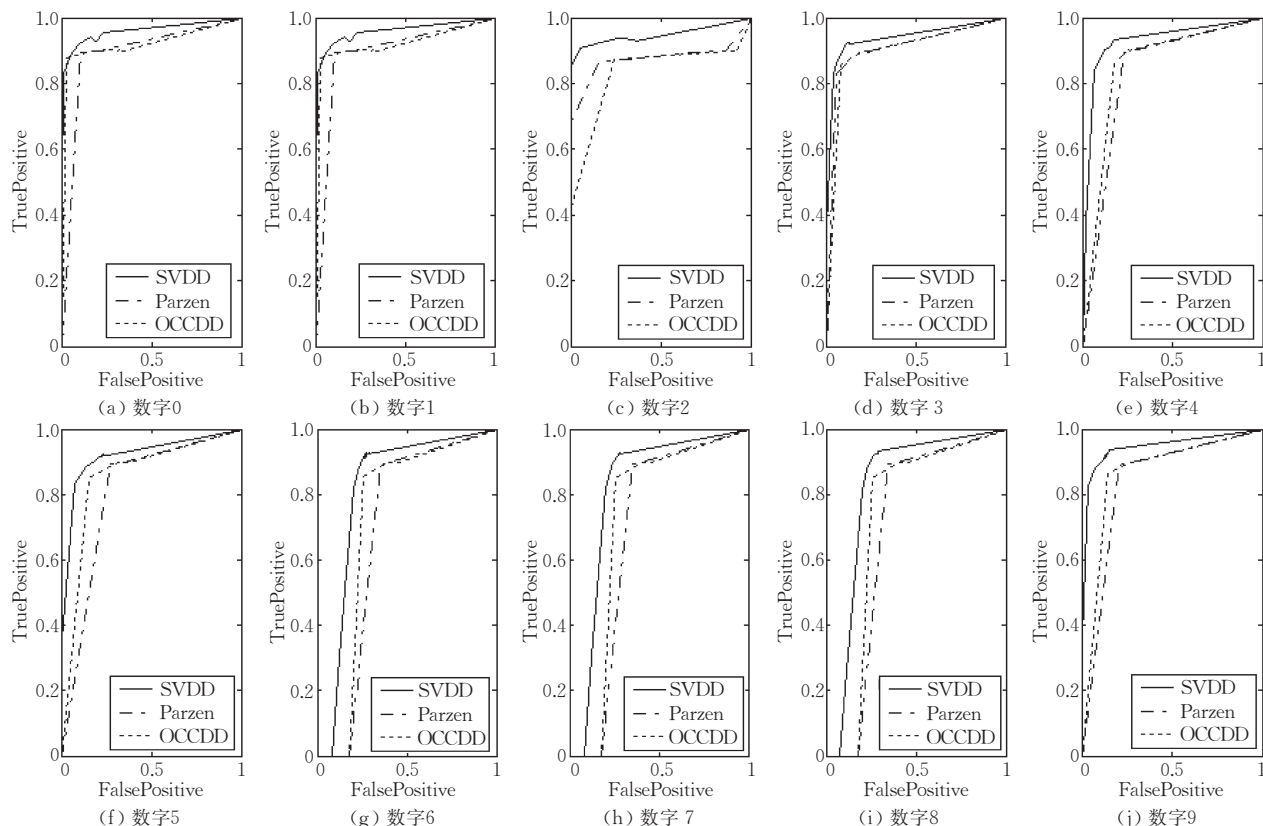 1.0
0.8
0.6
0.4
0.2
0
TruePositive
SVDD
Parzen
OCCDD
0 0.5 1
FalsePositive
(a) 数字0
1.0
0.8
0.6
0.4
0.2
0
TruePositive
SVDD
Parzen
OCCDD
0 0.5 1
FalsePositive
(b) 数字1
1.0
0.8
0.6
0.4
0.2
0
TruePositive
SVDD
Parzen
OCCDD
0 0.5 1
FalsePositive
(c) 数字2
1.0
0.8
0.6
0.4
0.2
0
TruePositive
SVDD
Parzen
OCCDD
0 0.5 1
FalsePositive
(d) 数字 3
1.0
0.8
0.6
0.4
0.2
0
TruePositive
SVDD
Parzen
OCCDD
0 0.5 1
FalsePositive
(e) 数字4
1.0
0.8
0.6
0.4
0.2
0
TruePositive
SVDD
Parzen
OCCDD
0 0.5 1
FalsePositive
(f) 数字5
1.0
0.8
0.6
0.4
0.2
0
TruePositive
SVDD
Parzen
OCCDD
0 0.5 1
FalsePositive
(g) 数字6
1.0
0.8
0.6
0.4
0.2
0
TruePositive
SVDD
Parzen
OCCDD
0 0.5 1
FalsePositive
(h) 数字 7
1.0
0.8
0.6
0.4
0.2
0
TruePositive
SVDD
Parzen
OCCDD
0 0.5 1
FalsePositive
(i) 数字8
1.0
0.8
0.6
0.4
0.2
0
TruePositive
SVDD
Parzen
OCCDD
0 0.5 1
FalsePositive
(j) 数字9